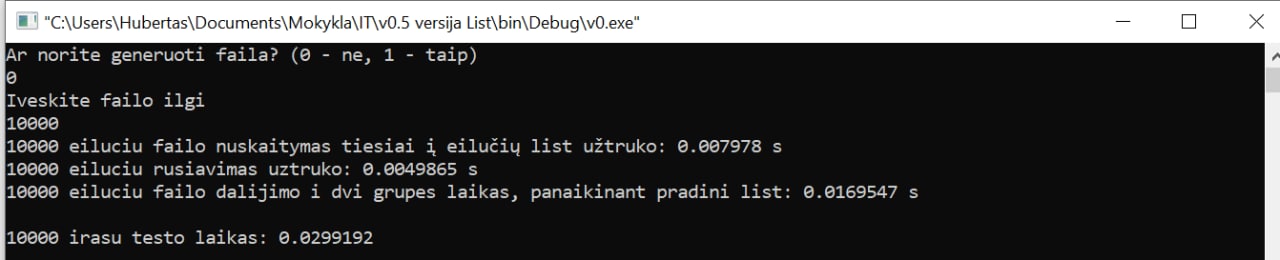 "C:\Users\Hubertas\Documents\Mokykla\IT\v0.5 versija List\bin\Debug\v0.exe"
Ar norite generuoti faila? (0 - ne, 1 - taip)
0
Iveskite failo ilgi
10000
10000 eiluciu failo nuskaitymas tiesiai į eilučių list užtruko: 0.007978 s
10000 eiluciu rusiavimas uztruko: 0.0049865 s
10000 eiluciu failo dalijimo i dvi grupes laikas, panaikinant pradini list: 0.0169547 s
10000 irasu testo laikas: 0.0299192